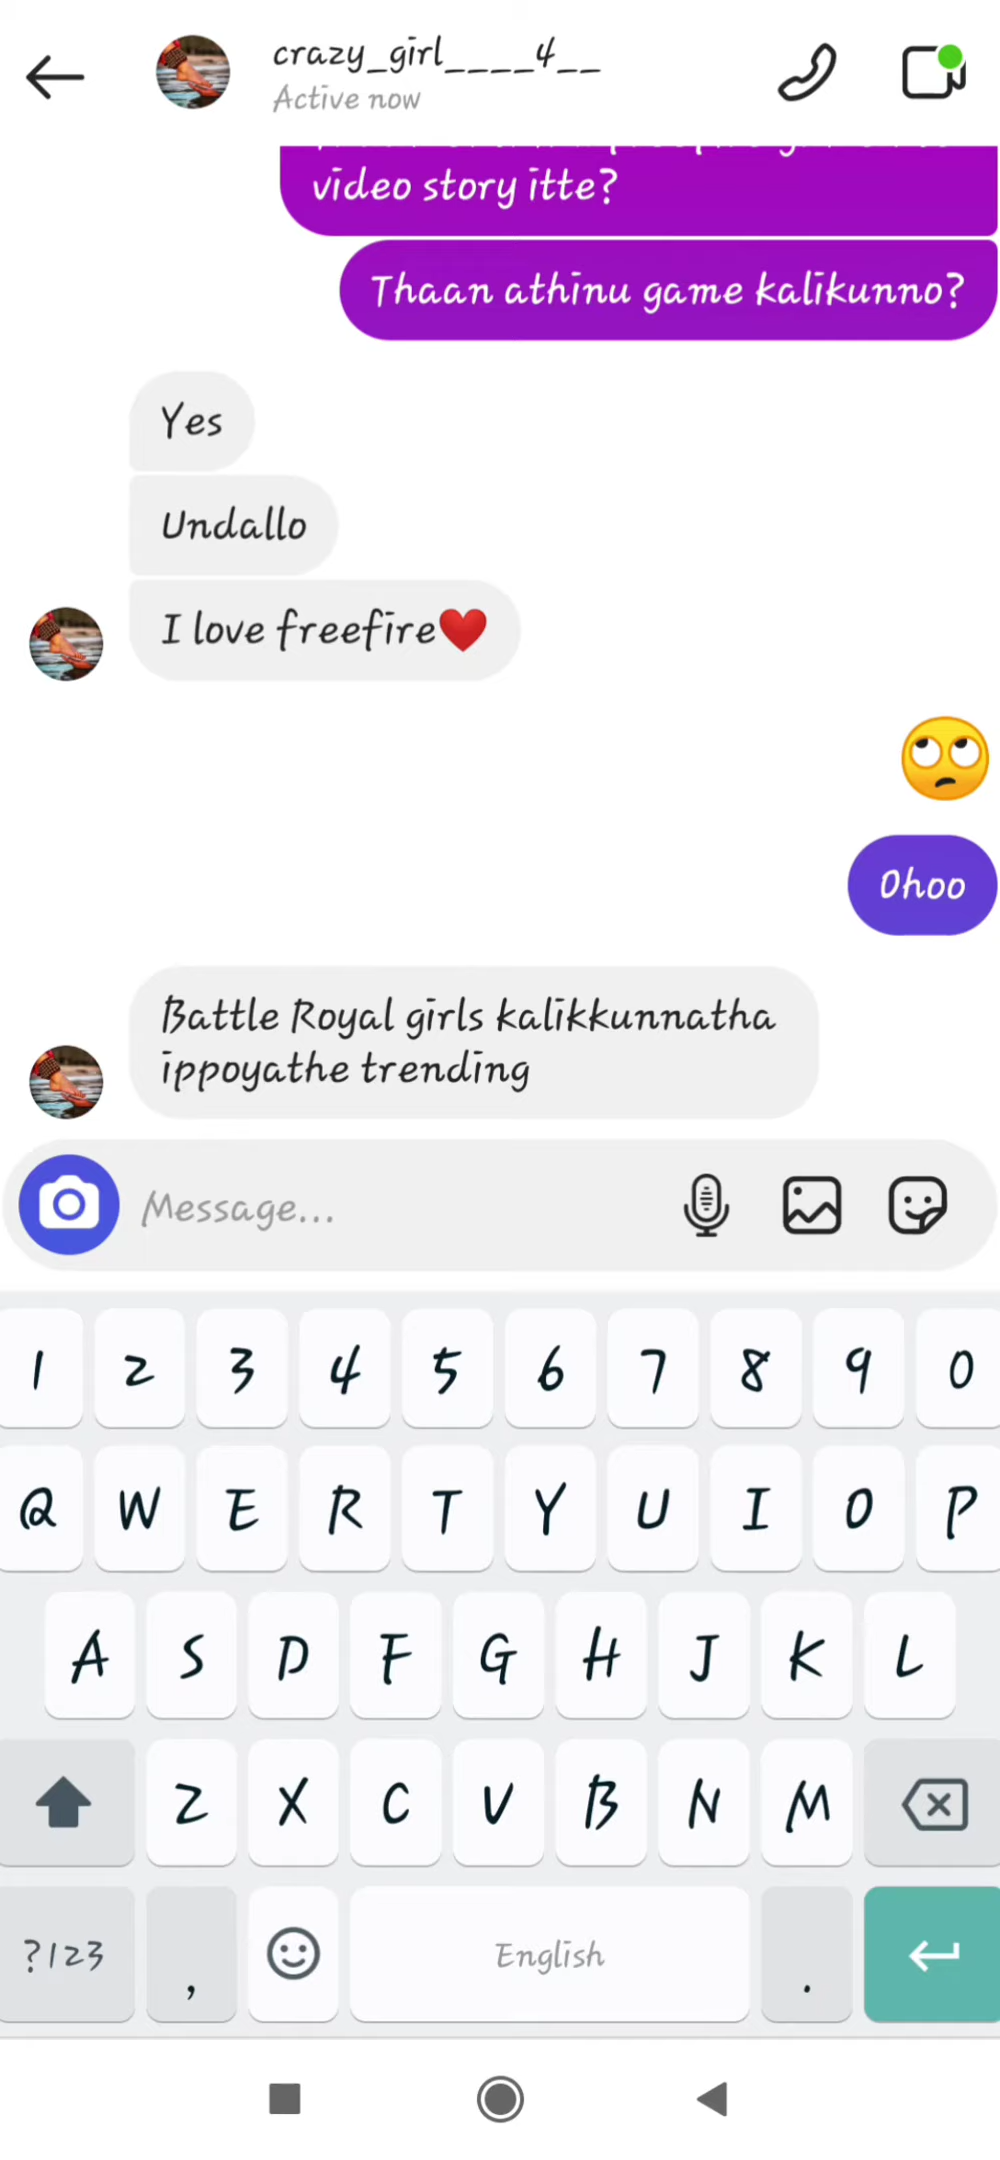 crazy_girl____4__
Active now
video story itte?
Thaan athinu game kalikunno?
Yes
Undallo
I love freefire❤️
🙄
Ohoo
Battle Royal girls kalikkunnatha
ippoyathe trending
Message...
1 2 3 4 5 6 7 8 9 0
Q W E R T Y U I O P
A S D F G H J K L
Z X C V B N M
?123 , English .